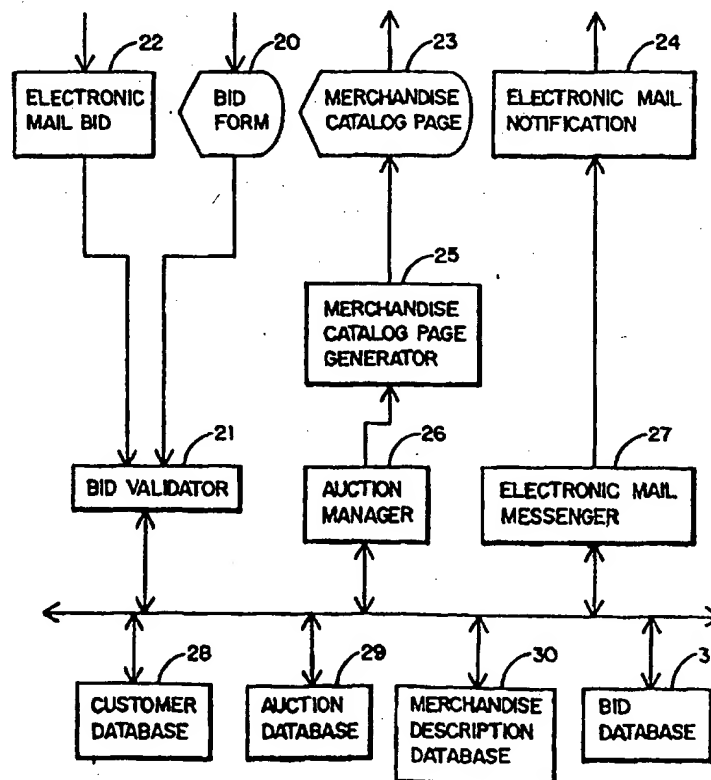 22
20
23
24
ELECTRONIC
MAIL BID
BID
FORM
MERCHANDISE
CATALOG PAGE
ELECTRONIC MAIL
NOTIFICATION
25
MERCHANDISE
CATALOG PAGE
GENERATOR
21
26
27
BID VALIDATOR
AUCTION
MANAGER
ELECTRONIC MAIL
MESSENGER
28
29
30
3
CUSTOMER
DATABASE
AUCTION
DATABASE
MERCHANDISE
DESCRIPTION
DATABASE
BID
DATABASE